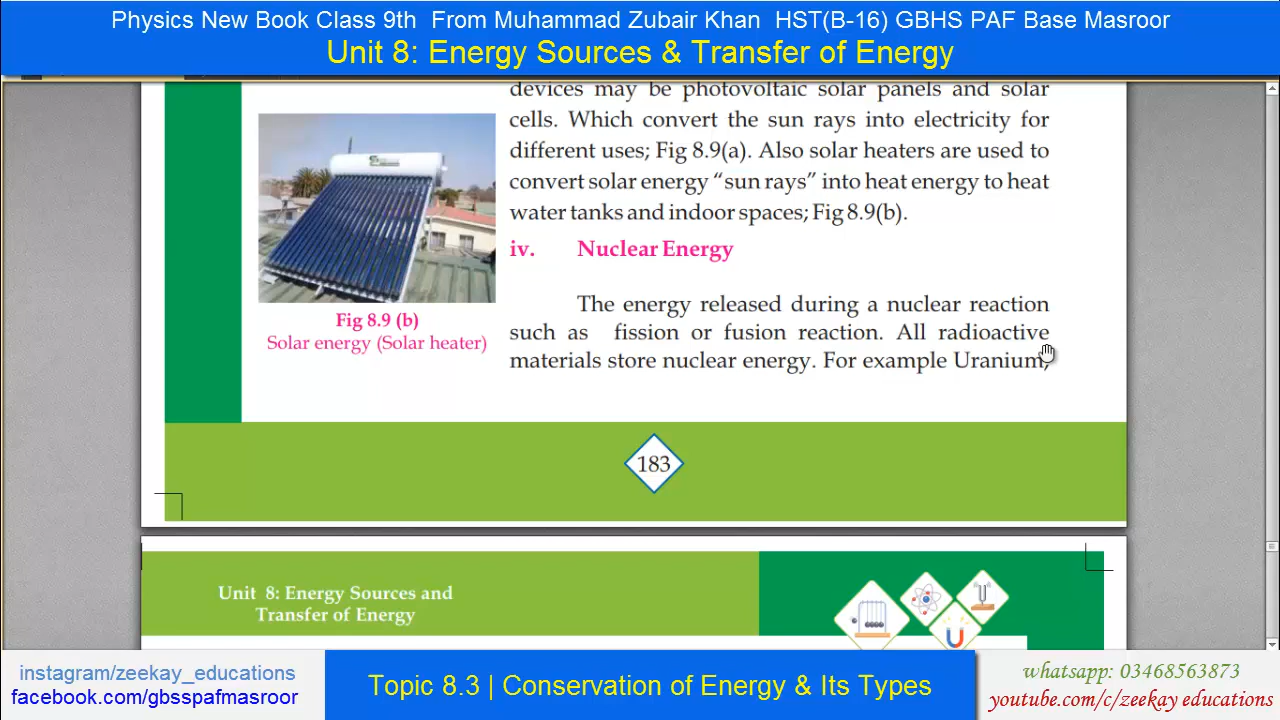 Physics New Book Class 9th From Muhammad Zubair Khan HST(B-16) GBHS PAF Base Masroor
Unit 8: Energy Sources & Transfer of Energy
devices may be photovoltaic solar panels and solar
cells. Which convert the sun rays into electricity for
different uses; Fig 8.9(a). Also solar heaters are used to
convert solar energy “sun rays” into heat energy to heat
water tanks and indoor spaces; Fig 8.9(b).
iv. Nuclear Energy
The energy released during a nuclear reaction
such as fission or fusion reaction. All radioactive
materials store nuclear energy. For example Uranium,
Fig 8.9 (b)
Solar energy (Solar heater)
183
Unit 8: Energy Sources and
Transfer of Energy
instagram/zeekay_educations
facebook.com/gbsspafmasroor
Topic 8.3 | Conservation of Energy & Its Types
whatsapp: 03468563873
youtube.com/c/zeekay educations